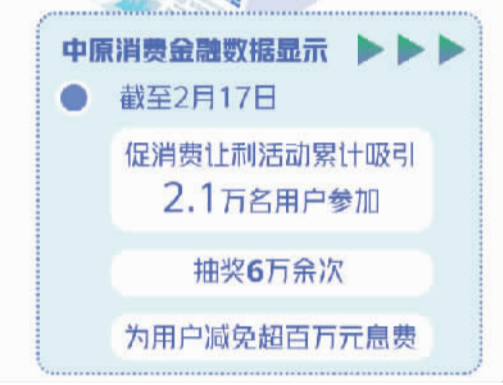 中原消费金融数据显示
截至2月17日
促消费让利活动累计吸引
2.1万名用户参加
抽奖6万余次
为用户减免超百万元息费